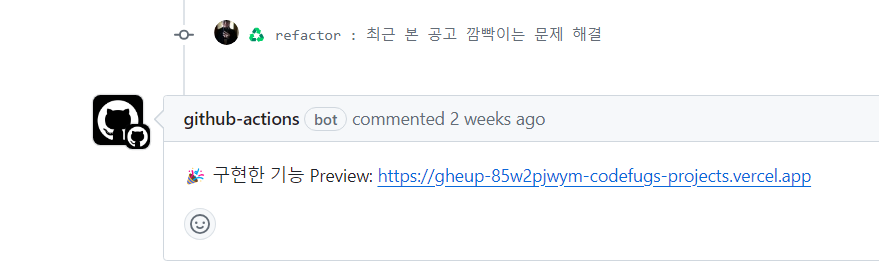 refactor : 최근 본 공고 깜빡이는 문제 해결
github-actions bot commented 2 weeks ago
구현한 기능 Preview: https://gheup-85w2pjwym-codefugs-projects.vercel.app